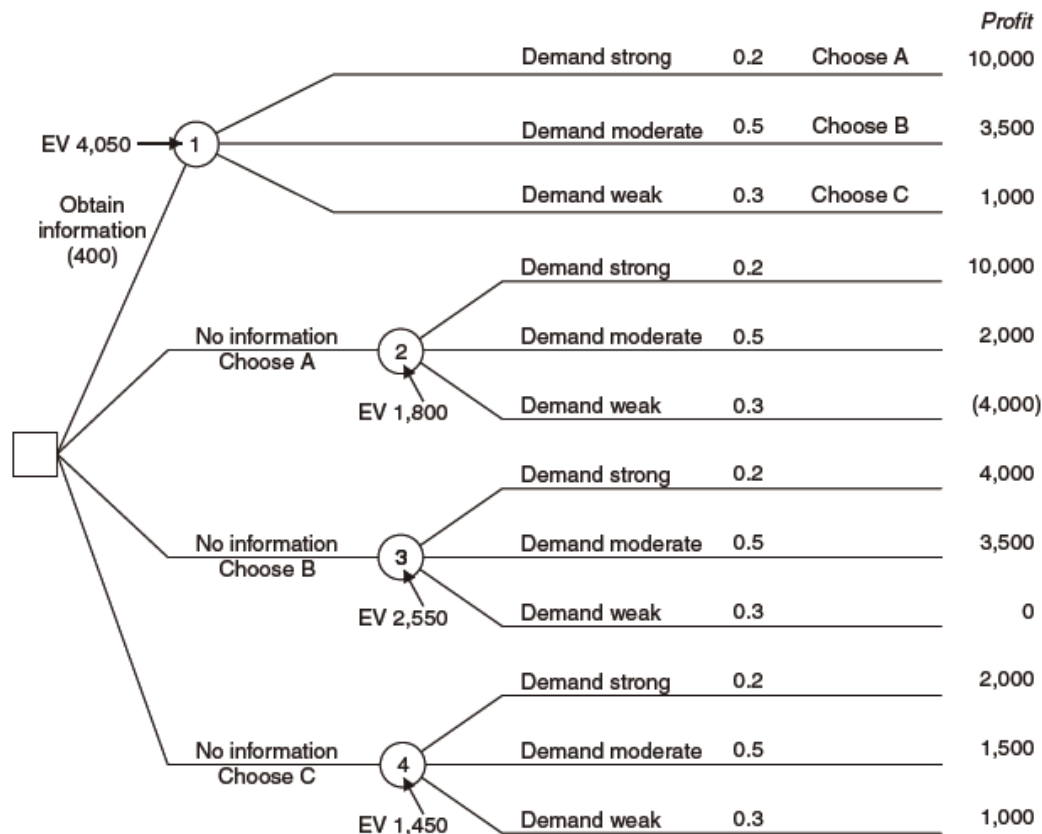 Profit
Demand strong 0.2 Choose A 10,000
EV 4,050 1 Demand moderate 0.5 Choose B 3,500
Demand weak 0.3 Choose C 1,000
Obtain
information
(400)
Demand strong 0.2 10,000
No information 2 Demand moderate 0.5 2,000
Choose A
EV 1,800 Demand weak 0.3 (4,000)
Demand strong 0.2 4,000
No information 3 Demand moderate 0.5 3,500
Choose B
EV 2,550 Demand weak 0.3 0
Demand strong 0.2 2,000
No information 4 Demand moderate 0.5 1,500
Choose C
EV 1,450 Demand weak 0.3 1,000